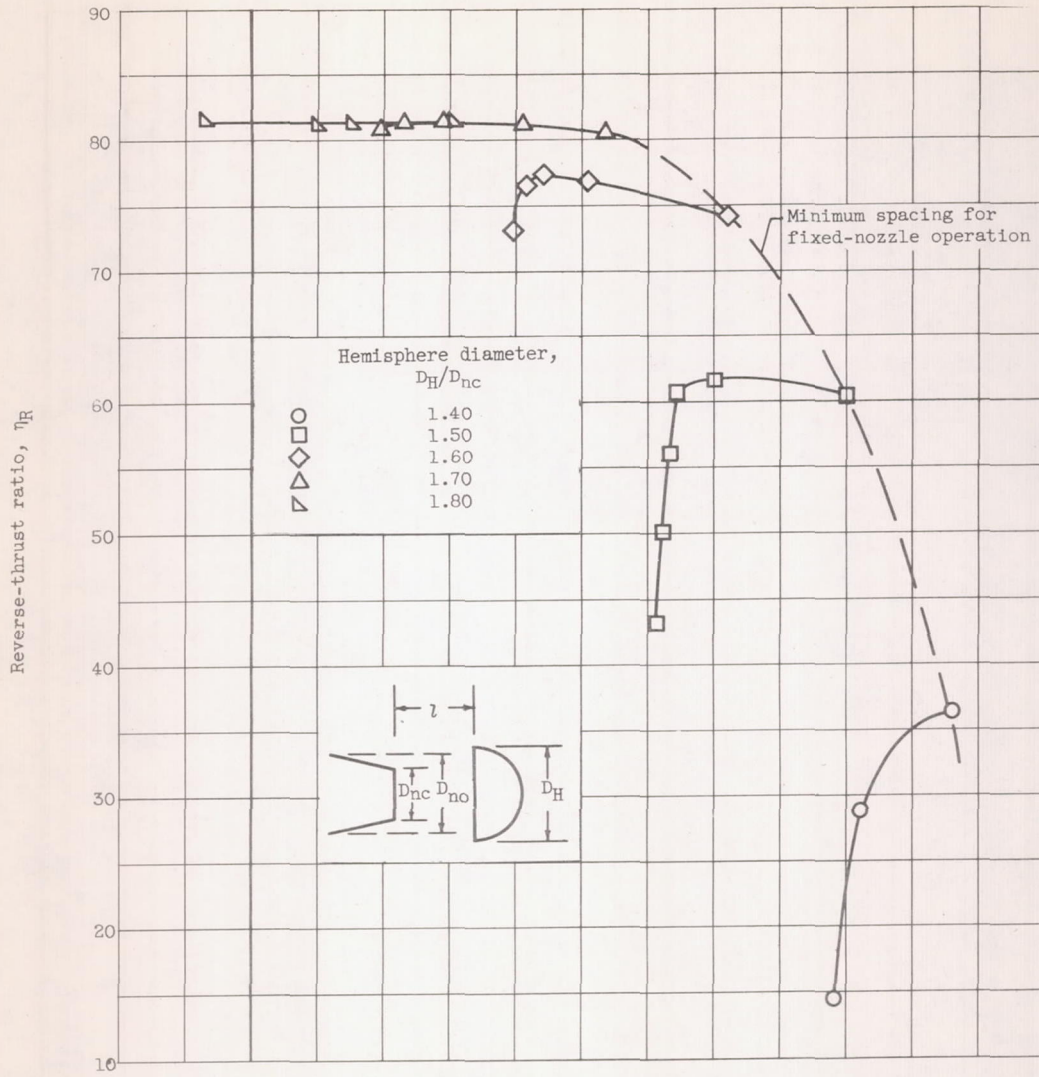 90
80
70
60
50
40
30
20
10
Reverse-thrust ratio, ηR
Minimum spacing for
fixed-nozzle operation
Hemisphere diameter,
DH/Dnc
1.40
1.50
1.60
1.70
1.80
l
Dnc Dno DH